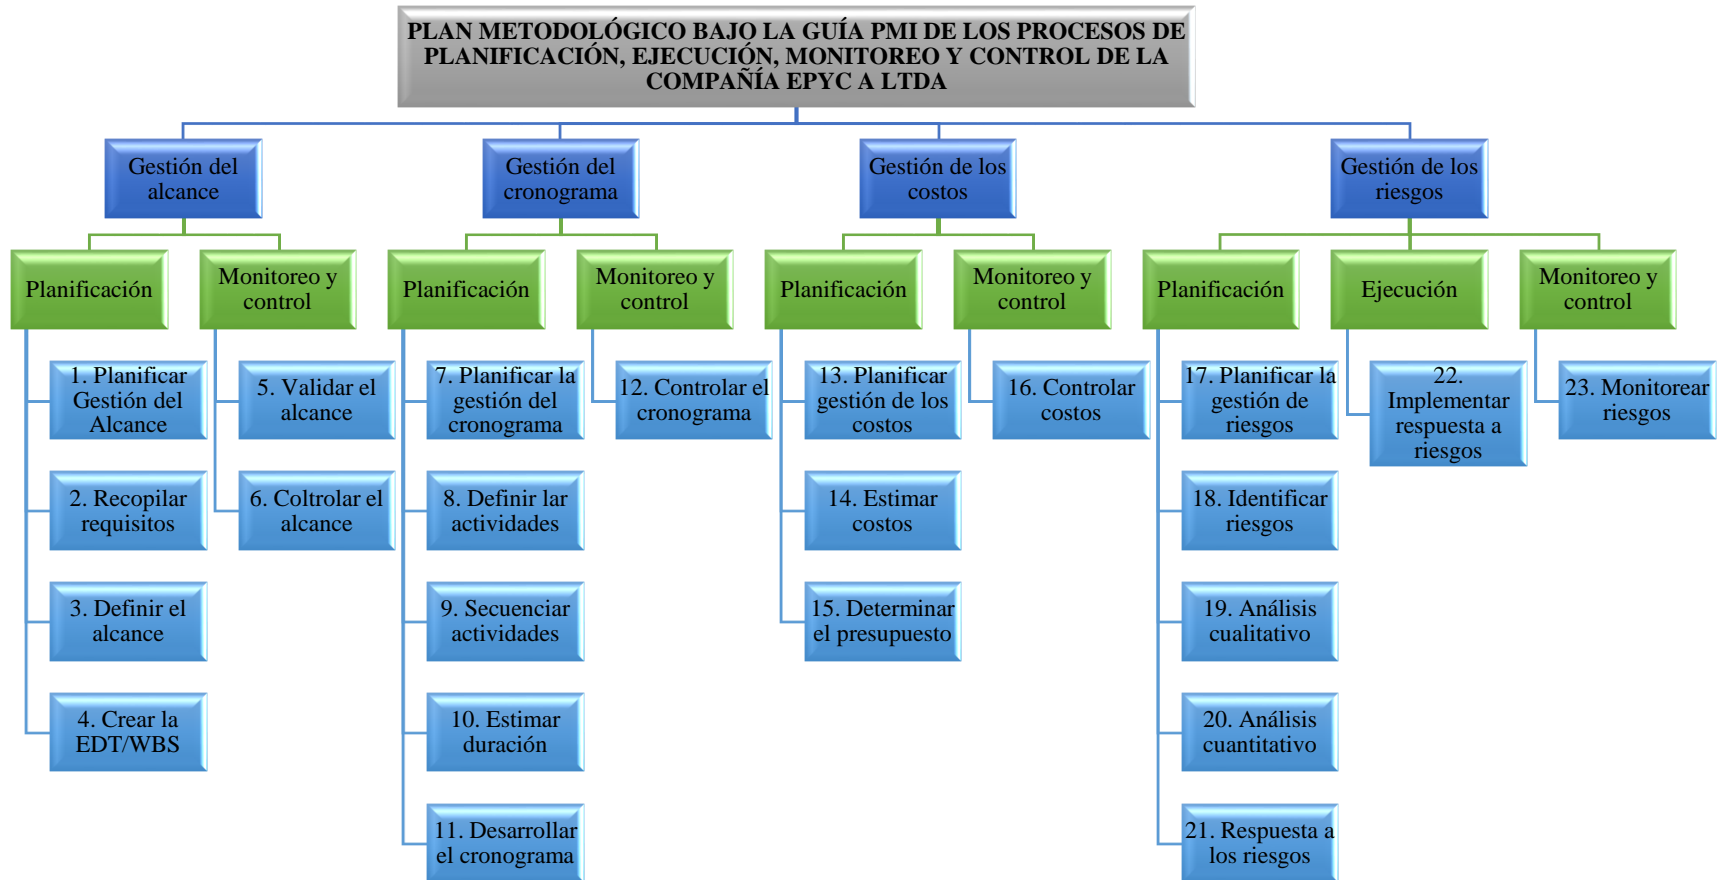 PLAN METODOLÓGICO BAJO LA GUÍA PMI DE LOS PROCESOS DE
PLANIFICACIÓN, EJECUCIÓN, MONITOREO Y CONTROL DE LA
COMPAÑÍA EPYC A LTDA
Gestión del
alcance
Gestión del
cronograma
Gestión de los
costos
Gestión de los
riesgos
Planificación
Monitoreo y
control
Planificación
Monitoreo y
control
Planificación
Monitoreo y
control
Planificación
Ejecución
Monitoreo y
control
1. Planificar
Gestión del
Alcance
2. Recopilar
requisitos
3. Definir el
alcance
4. Crear la
EDT/WBS
5. Validar el
alcance
6. Coltrolar el
alcance
7. Planificar la
gestión del
cronograma
8. Definir lar
actividades
9. Secuenciar
actividades
10. Estimar
duración
11. Desarrollar
el cronograma
12. Controlar el
cronograma
13. Planificar
gestión de los
costos
14. Estimar
costos
15. Determinar
el presupuesto
16. Controlar
costos
17. Planificar la
gestión de
riesgos
18. Identificar
riesgos
19. Análisis
cualitativo
20. Análisis
cuantitativo
21. Respuesta a
los riesgos
22.
Implementar
respuesta a
riesgos
23. Monitorear
riesgos